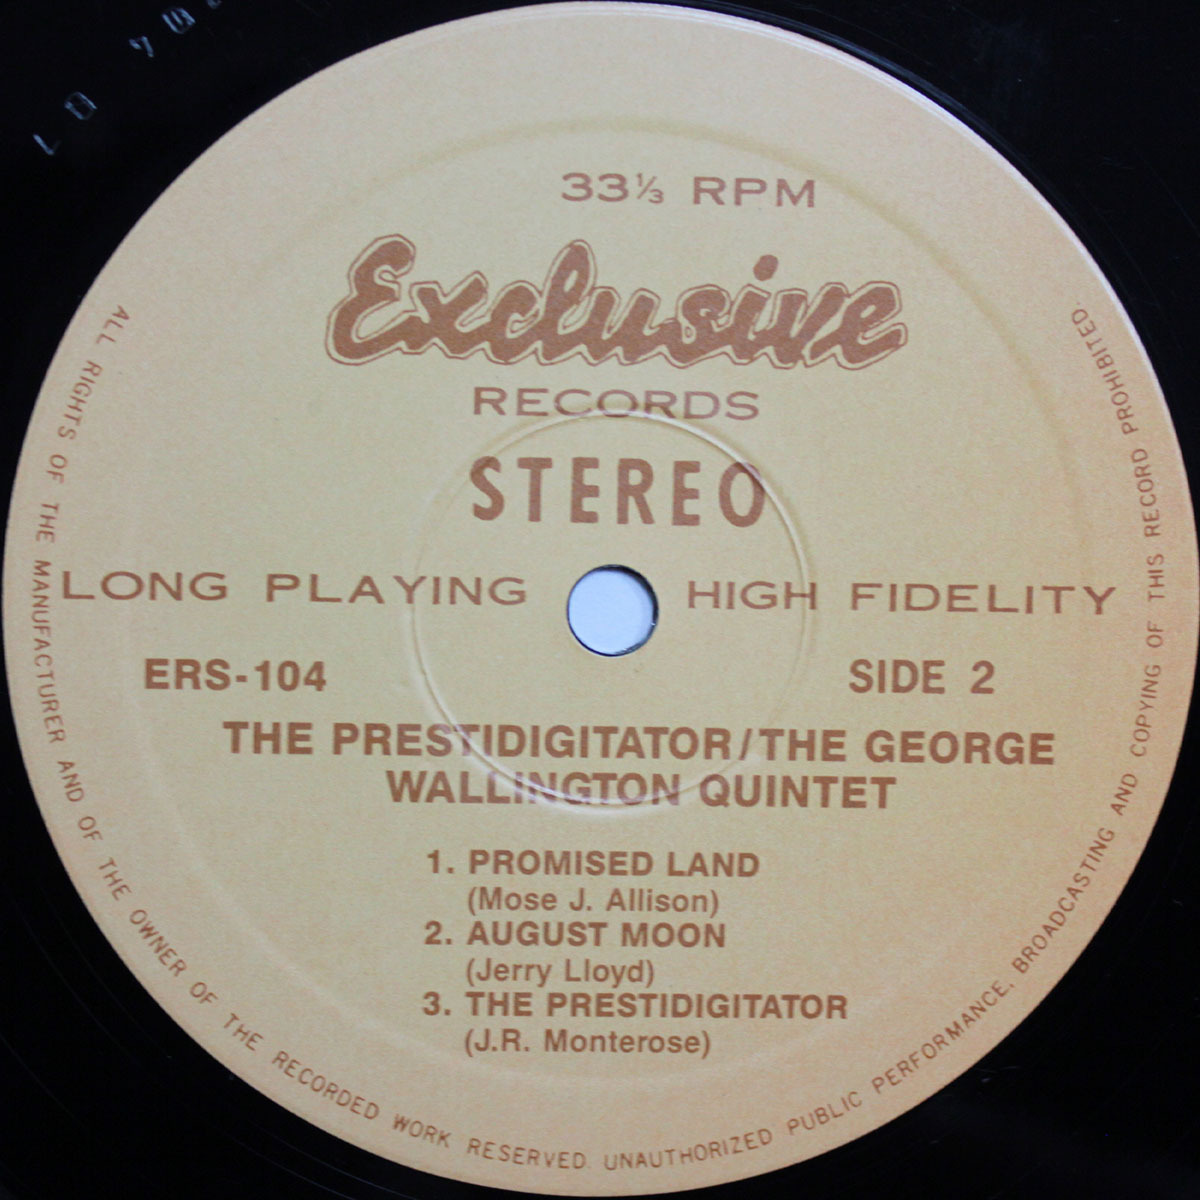 33⅓ RPM
Exclusive
RECORDS
STEREO
LONG PLAYING HIGH FIDELITY
ERS-104 SIDE 2
THE PRESTIDIGITATOR/THE GEORGE
WALLINGTON QUINTET
1. PROMISED LAND
(Mose J. Allison)
2. AUGUST MOON
(Jerry Lloyd)
3. THE PRESTIDIGITATOR
(J.R. Monterose)
ALL RIGHTS OF THE MANUFACTURER AND OF THE OWNER OF THE RECORDED WORK RESERVED. UNAUTHORIZED PUBLIC PERFORMANCE, BROADCASTING AND COPYING OF THIS RECORD PROHIBITED.